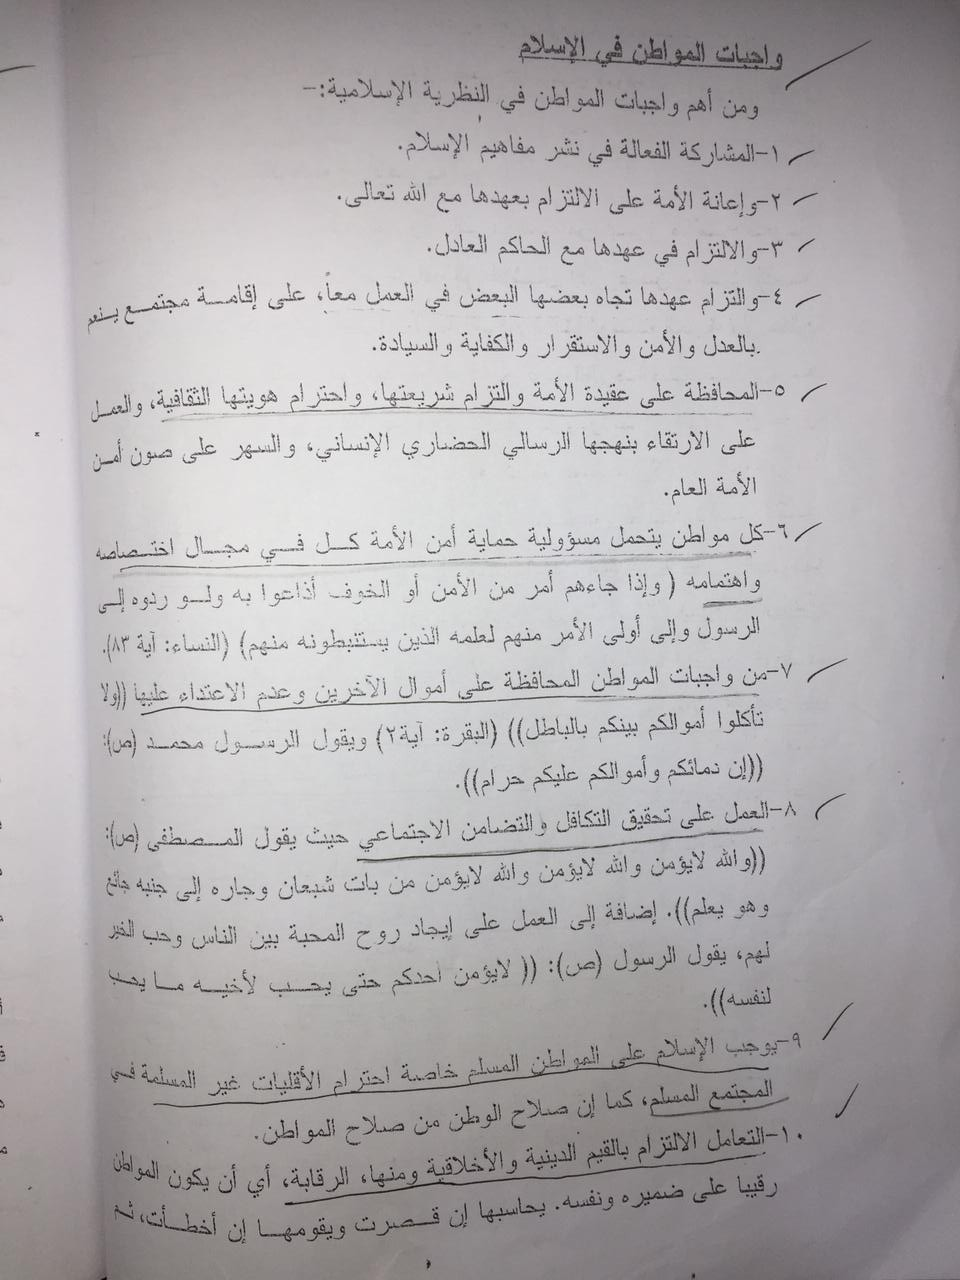 واجبات المواطن في الإسلام
ومن أهم واجبات المواطن في النظرية الإسلامية:-
١-المشاركة الفعالة في نشر مفاهيم الإسلام.
٢-وإعانة الأمة على الالتزام بعهدها مع الله تعالى.
٣-والالتزام في عهدها مع الحاكم العادل.
٤-والتزام عهدها تجاه بعضها البعض في العمل معاً، على إقامة مجتمع ينعم
بالعدل والأمن والاستقرار والكفاية والسيادة.
٥-المحافظة على عقيدة الأمة والتزام شريعتها، واحترام هويتها الثقافية، والعمل
على الارتقاء بنهجها الرسالي الحضاري الإنساني، والسهر على صون أمن
الأمة العام.
٦-كل مواطن يتحمل مسؤولية حماية أمن الأمة كل في مجال اختصاصه
واهتمامه ( وإذا جاءهم أمر من الأمن أو الخوف أذاعوا به ولو ردوه إلى
الرسول وإلى أولى الأمر منهم لعلمه الذين يستنبطونه منهم) (النساء: آية ٨٣).
٧-من واجبات المواطن المحافظة على أموال الآخرين وعدم الاعتداء عليها ((ولا
تأكلوا أموالكم بينكم بالباطل)) (البقرة: آية٢) ويقول الرسول محمد (ص):
((إن دمائكم وأموالكم عليكم حرام)).
٨-العمل على تحقيق التكافل والتضامن الاجتماعي حيث يقول المصطفى (ص):
((والله لايؤمن والله لايؤمن والله لايؤمن من بات شبعان وجاره إلى جنبه جائع
وهو يعلم)). إضافة إلى العمل على إيجاد روح المحبة بين الناس وحب الخير
لهم، يقول الرسول (ص): (( لايؤمن احدكم حتى يحب لأخيه ما يحب
لنفسه)).
٩-يوجب الإسلام على المواطن المسلم خاصة احترام الأقليات غير المسلمة في
المجتمع المسلم، كما إن صلاح الوطن من صلاح المواطن.
١٠-التعامل الالتزام بالقيم الدينية والأخلاقية ومنها، الرقابة، أي أن يكون المواطن
رقيبا على ضميره ونفسه. يحاسبها إن قصرت ويقومها إن أخطأت، ثم